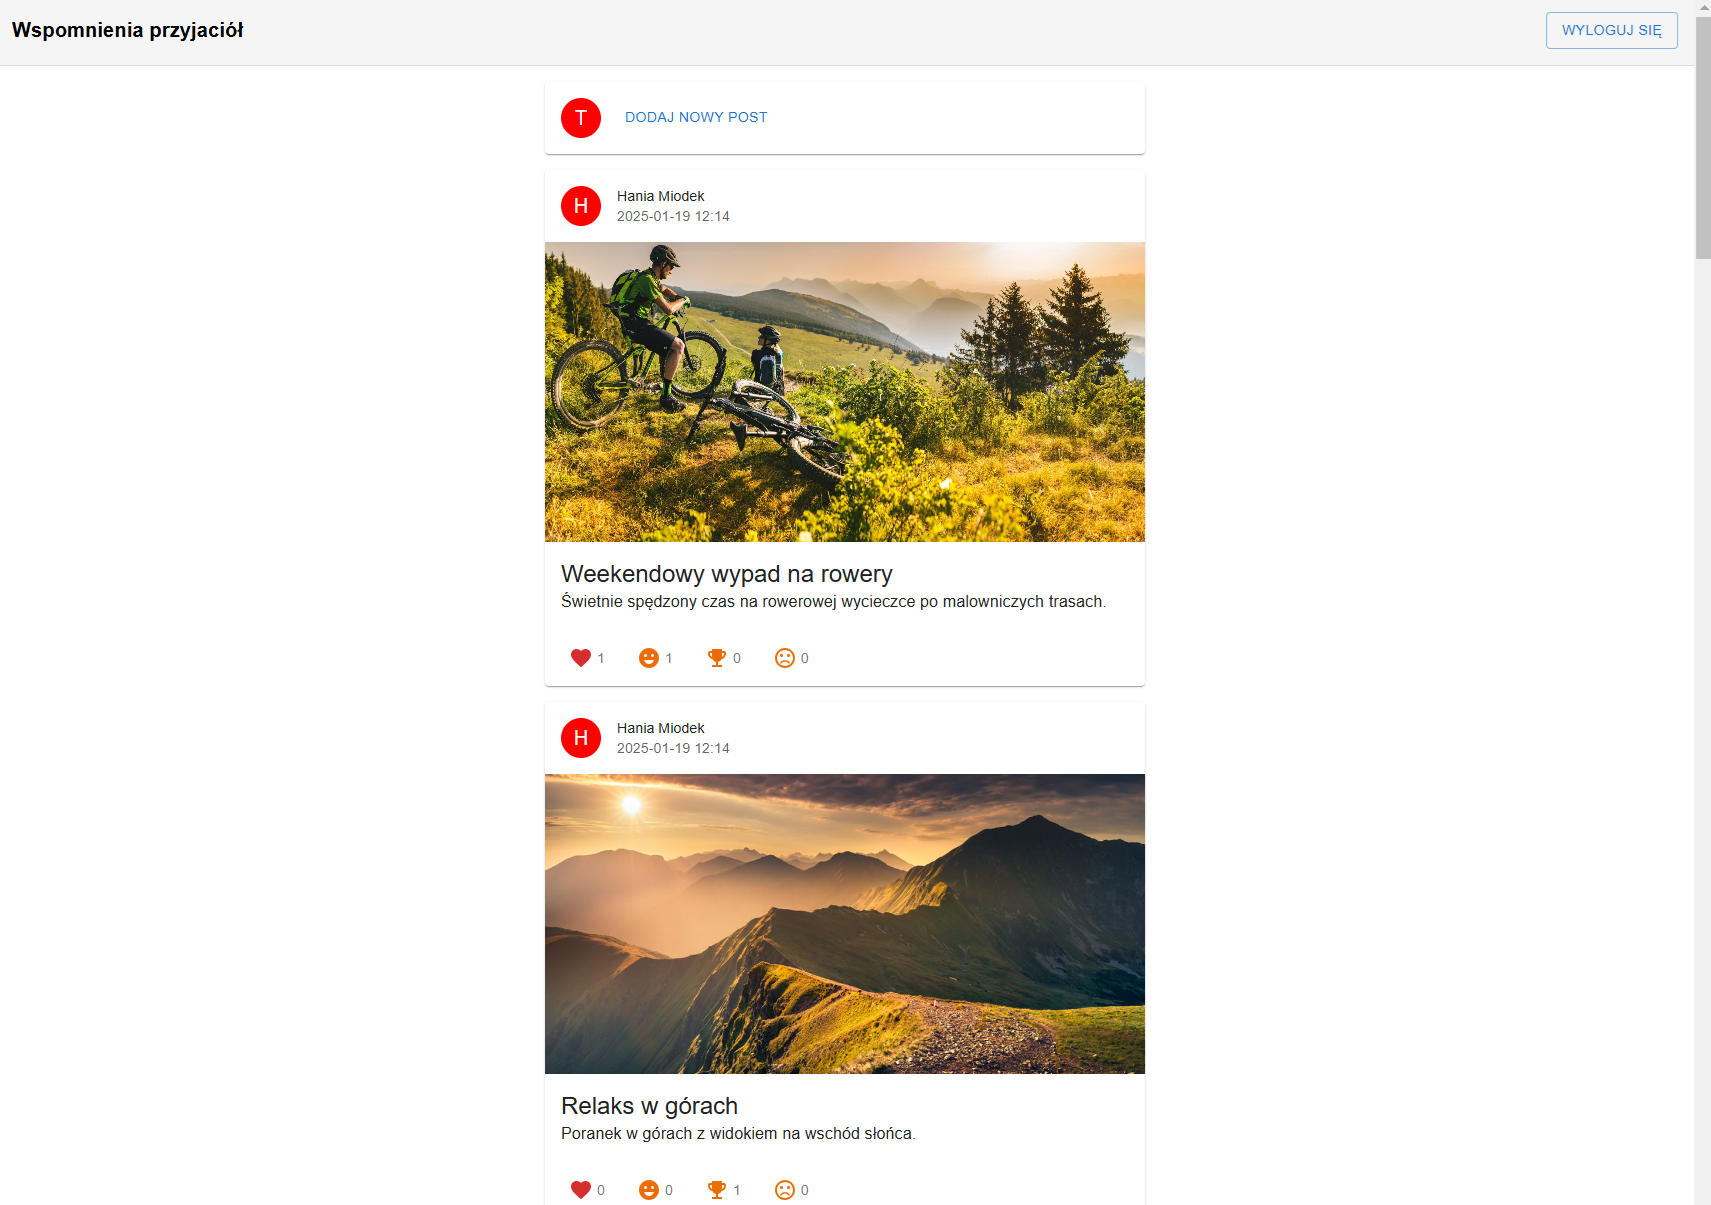 Wspomnienia przyjaciół
WYLOGUJ SIĘ
T
DODAJ NOWY POST
H
Hania Miodek
2025-01-19 12:14
Weekendowy wypad na rowery
Świetnie spędzony czas na rowerowej wycieczce po malowniczych trasach.
1 1 0 0
H
Hania Miodek
2025-01-19 12:14
Relaks w górach
Poranek w górach z widokiem na wschód słońca.
0 0 1 0